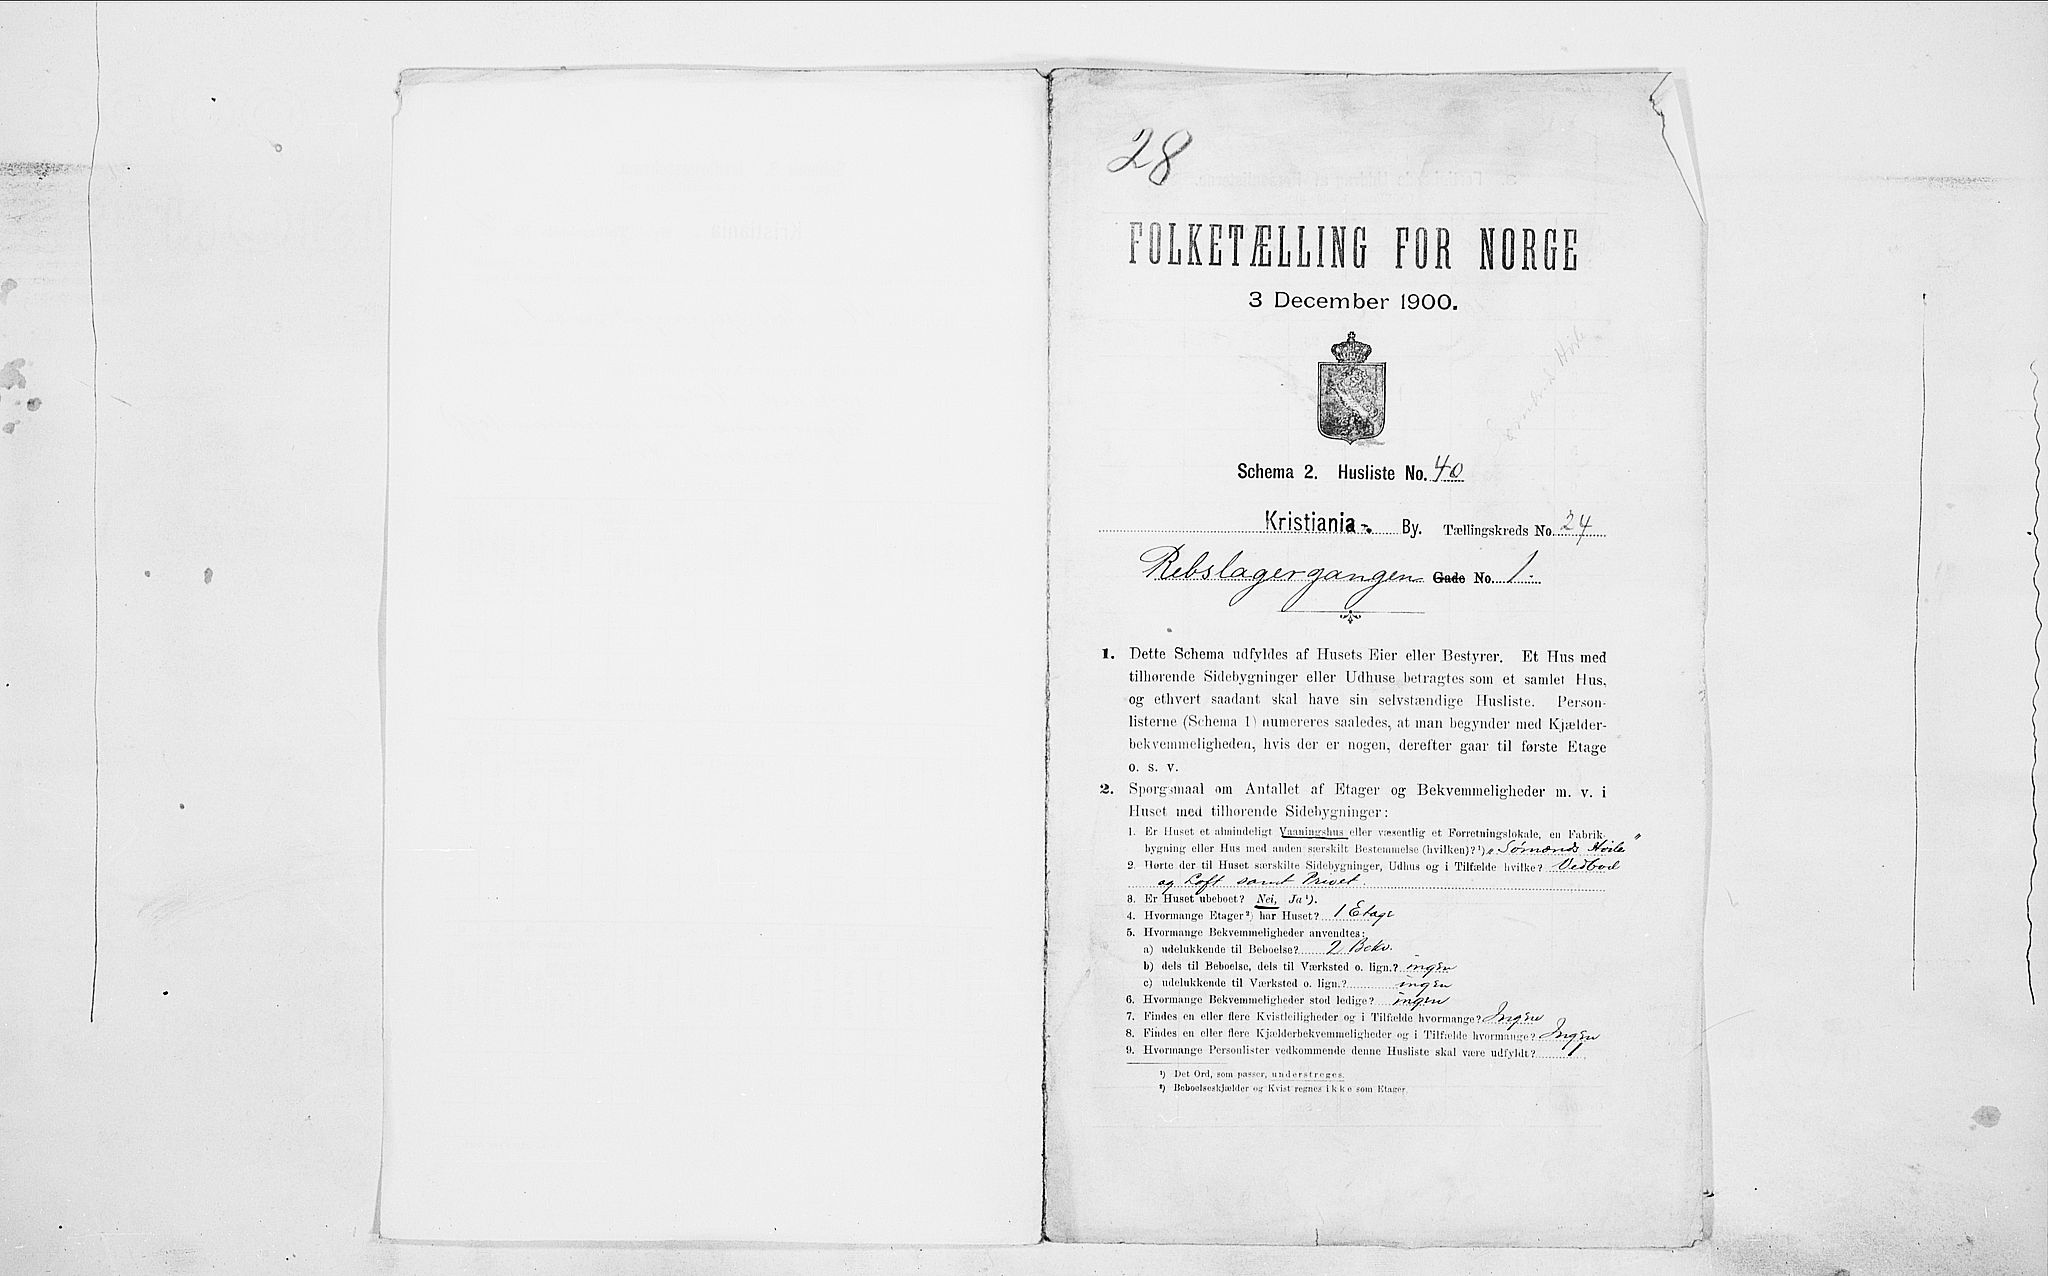 28
FOLKETÆLLING FOR NORGE
3 December 1900.
Sømænds Hvile
Schema 2. Husliste No. 40
Kristiania By. Tællingskreds No. 24
Rebslagergangen Gade No. 1.
1. Dette Schema udfyldes af Husets Eier eller Bestyrer. Et Hus med
tilhørende Sidebygninger eller Udhuse betragtes som et samlet Hus,
og ethvert saadant skal have sin selvstændige Husliste. Person-
listerne (Schema 1) numereres saaledes, at man begynder med Kjælder-
bekvemmeligheden, hvis der er nogen, derefter gaar til første Etage
o. s. v.
2. Spørgsmaal om Antallet af Etager og Bekvemmeligheder m. v. i
Huset med tilhørende Sidebygninger:
1. Er Huset et almindeligt Vaaningshus eller væsentlig et Forretningslokale, en Fabrik-
bygning eller Hus med anden særskilt Bestemmelse (hvilken)?¹) „Sømænds Hvile"
2. Hørte der til Huset særskilte Sidebygninger, Udhus og i Tilfælde hvilke? Vedbod
og Loft samt Privet.
3. Er Huset ubeboet? Nei, Ja¹).
4. Hvormange Etager²) har Huset? 1 Etage
5. Hvormange Bekvemmeligheder anvendtes:
a) udelukkende til Beboelse? 2 Bekv.
b) dels til Beboelse, dels til Værksted o. lign.? ingen
c) udelukkende til Værksted o. lign.? ingen
6. Hvormange Bekvemmeligheder stod ledige? ingen
7. Findes en eller flere Kvistleiligheder og i Tilfælde hvormange? Ingen
8. Findes en eller flere Kjælderbekvemmeligheder og i Tilfælde hvormange? Ingen
9. Hvormange Personlister vedkommende denne Husliste skal være udfyldt? 1
¹) Det Ord, som passer, understreges.
²) Beboelseskjælder og Kvist regnes ikke som Etager.